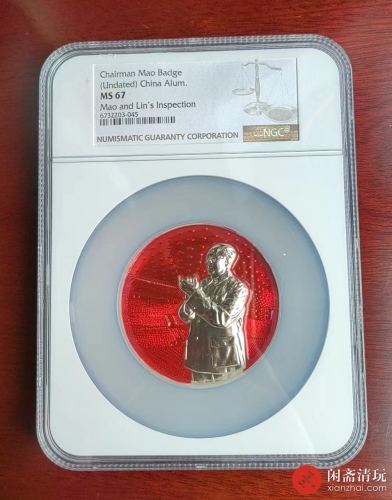 Chairman Mao Badge
(Undated) China Alum.
MS 67
Mao and Lin's Inspection
6732203-045
NUMISMATIC GUARANTY CORPORATION
NGC
闲斋清玩
xianzhai.com